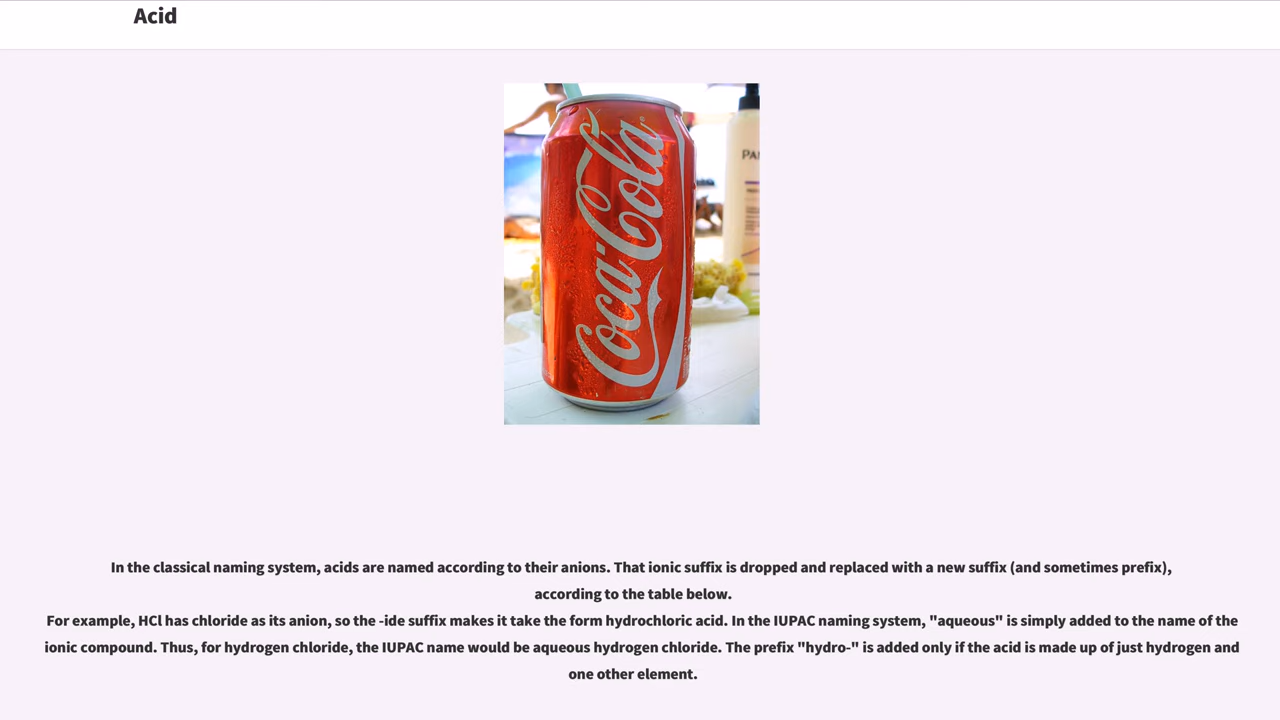 Acid
Coca-Cola
PAN
In the classical naming system, acids are named according to their anions. That ionic suffix is dropped and replaced with a new suffix (and sometimes prefix),
according to the table below.
For example, HCl has chloride as its anion, so the -ide suffix makes it take the form hydrochloric acid. In the IUPAC naming system, "aqueous" is simply added to the name of the
ionic compound. Thus, for hydrogen chloride, the IUPAC name would be aqueous hydrogen chloride. The prefix "hydro-" is added only if the acid is made up of just hydrogen and
one other element.